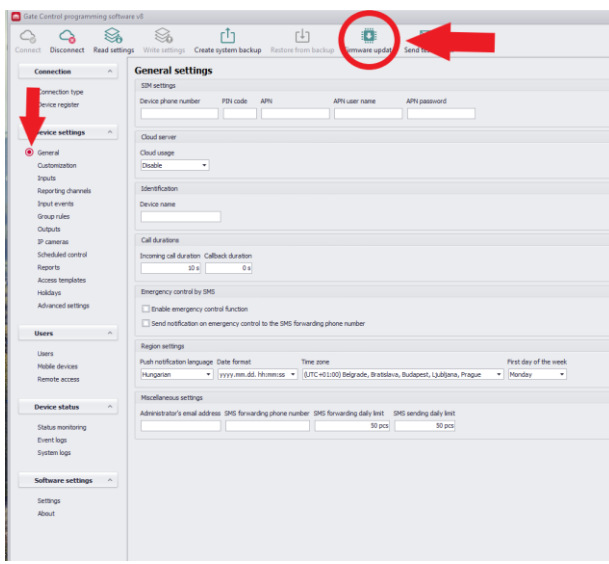 Gate Control programming software v8
Connect Disconnect Read settings Write settings Create system backup Restore from backup Firmware update Send
Connection
Connection type
Device register
Device settings
General
Customization
Inputs
Reporting channels
Input events
Group rules
Outputs
IP cameras
Scheduled control
Reports
Access templates
Holidays
Advanced settings
Users
Users
Mobile devices
Remote access
Device status
Status monitoring
Event logs
System logs
Software settings
Settings
About
General settings
SIM settings
Device phone number PIN code APN APN user name APN password
Cloud server
Cloud usage
Disable
Identification
Device name
Call durations
Incoming call duration Callback duration
10 s 0 s
Emergency control by SMS
Enable emergency control function
Send notification on emergency control to the SMS forwarding phone number
Region settings
Push notification language Date format Time zone First day of the week
Hungarian yyyy.mm.dd. hh:mm:ss (UTC+01:00) Belgrade, Bratislava, Budapest, Ljubljana, Prague Monday
Miscellaneous settings
Administrator's email address SMS forwarding phone number SMS forwarding daily limit SMS sending daily limit
50 pcs 50 pcs